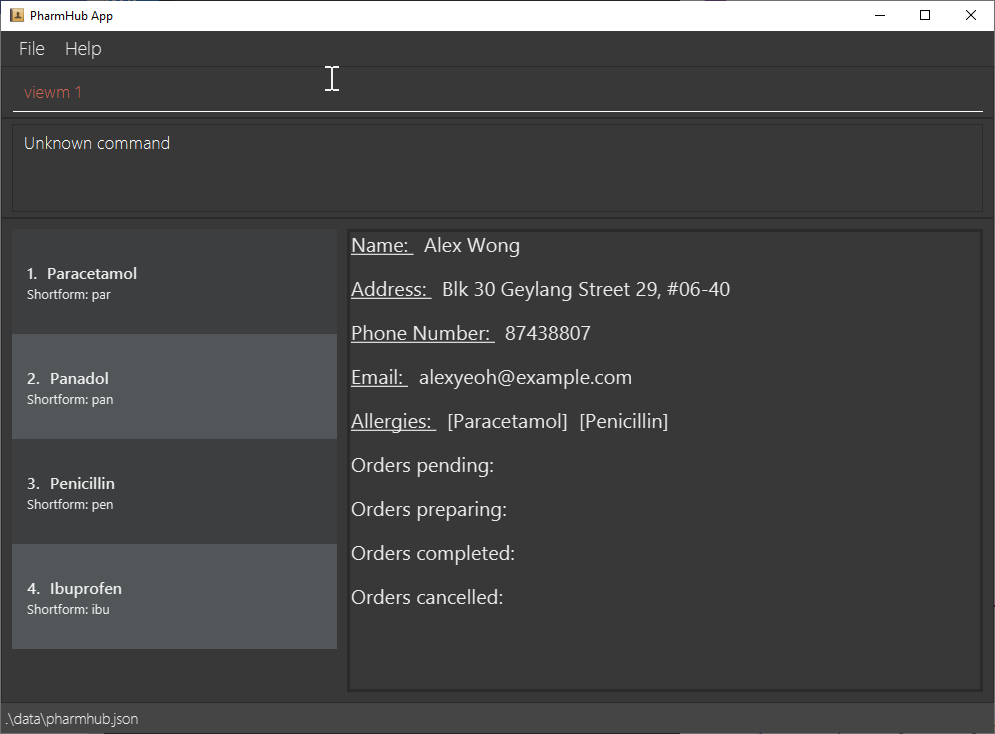 PharmHub App
File Help
viewm 1
Unknown command
1. Paracetamol
Shortform: par
2. Panadol
Shortform: pan
3. Penicillin
Shortform: pen
4. Ibuprofen
Shortform: ibu
Name: Alex Wong
Address: Blk 30 Geylang Street 29, #06-40
Phone Number: 87438807
Email: alexyeoh@example.com
Allergies: [Paracetamol] [Penicillin]
Orders pending:
Orders preparing:
Orders completed:
Orders cancelled:
.\data\pharmhub.json